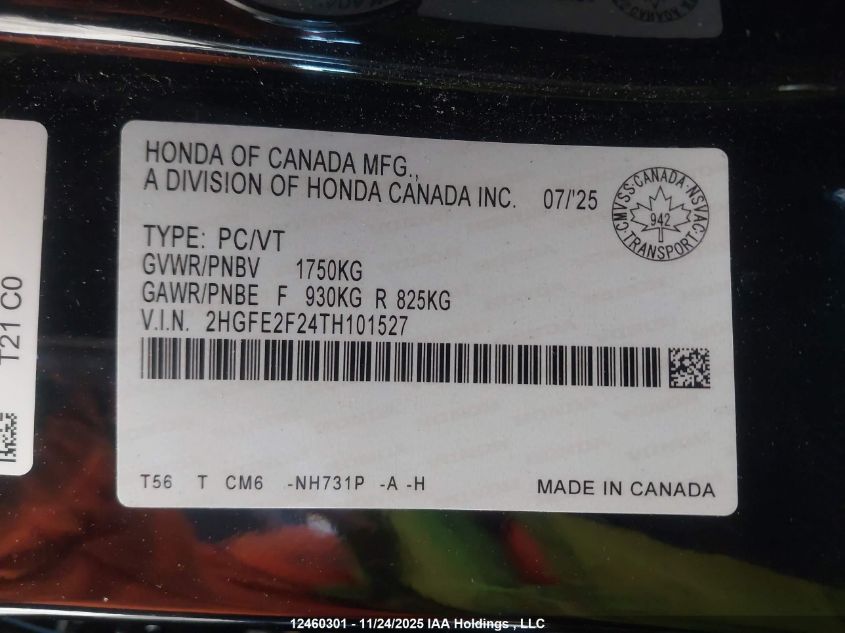 HONDA OF CANADA MFG.,
A DIVISION OF HONDA CANADA INC. 07/'25
CMVSS·CANADA·NSVAC·TRANSPORT
942
TYPE: PC/VT
GVWR/PNBV 1750KG
GAWR/PNBE F 930KG R 825KG
V.I.N. 2HGFE2F24TH101527
T56 T CM6 -NH731P -A -H
MADE IN CANADA
T21 C0
12460301 - 11/24/2025 IAA Holdings , LLC